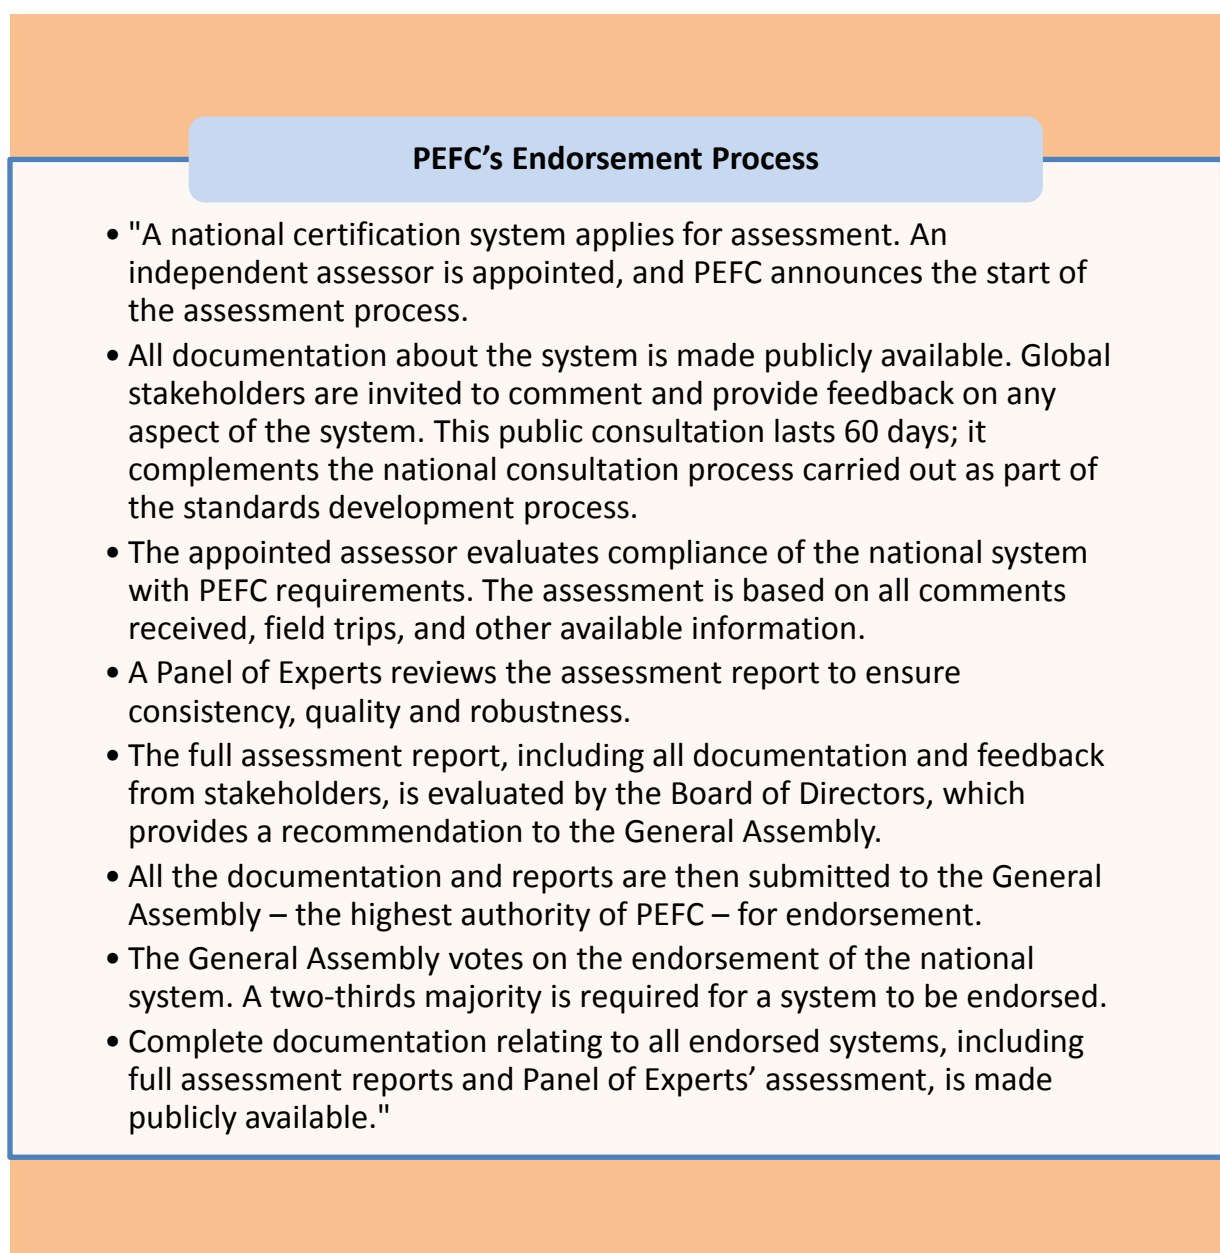 PEFC’s Endorsement Process
• "A national certification system applies for assessment. An
independent assessor is appointed, and PEFC announces the start of
the assessment process.
• All documentation about the system is made publicly available. Global
stakeholders are invited to comment and provide feedback on any
aspect of the system. This public consultation lasts 60 days; it
complements the national consultation process carried out as part of
the standards development process.
• The appointed assessor evaluates compliance of the national system
with PEFC requirements. The assessment is based on all comments
received, field trips, and other available information.
• A Panel of Experts reviews the assessment report to ensure
consistency, quality and robustness.
• The full assessment report, including all documentation and feedback
from stakeholders, is evaluated by the Board of Directors, which
provides a recommendation to the General Assembly.
• All the documentation and reports are then submitted to the General
Assembly – the highest authority of PEFC – for endorsement.
• The General Assembly votes on the endorsement of the national
system. A two-thirds majority is required for a system to be endorsed.
• Complete documentation relating to all endorsed systems, including
full assessment reports and Panel of Experts’ assessment, is made
publicly available."